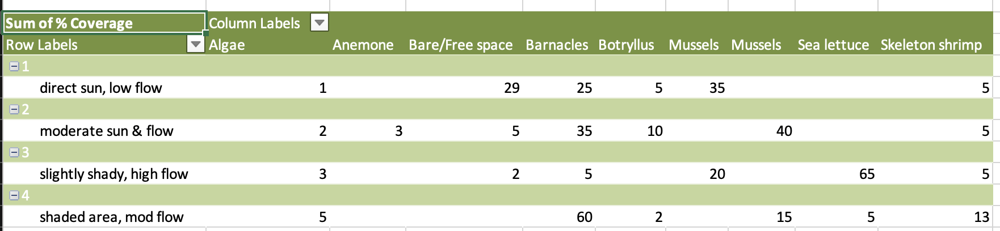 Sum of % Coverage Column Labels
Row Labels Algae Anemone Bare/Free space Barnacles Botryllus Mussels Mussels Sea lettuce Skeleton shrimp
1
direct sun, low flow 1 29 25 5 35 5
2
moderate sun & flow 2 3 5 35 10 40 5
3
slightly shady, high flow 3 2 5 20 65 5
4
shaded area, mod flow 5 60 2 15 5 13